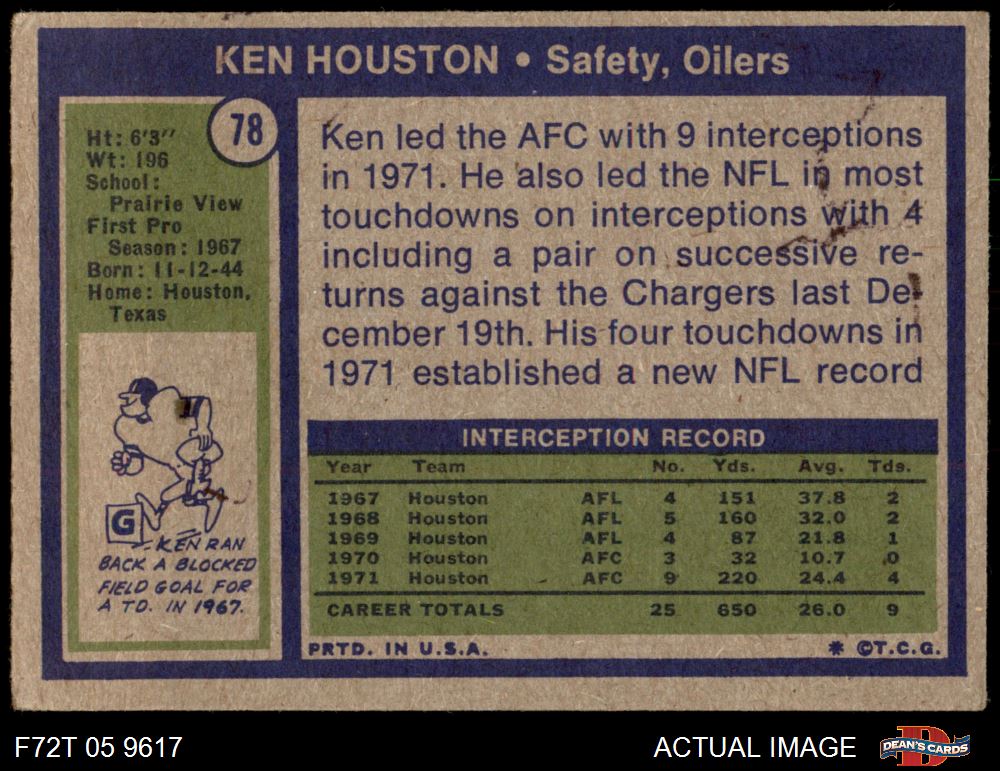 KEN HOUSTON • Safety, Oilers
78
Ht: 6'3''
Wt: 196
School:
Prairie View
First Pro
Season: 1967
Born: 11-12-44
Home: Houston,
Texas
G
KEN RAN
BACK A BLOCKED
FIELD GOAL FOR
A TD. IN 1967.
Ken led the AFC with 9 interceptions
in 1971. He also led the NFL in most
touchdowns on interceptions with 4
including a pair on successive re-
turns against the Chargers last De-
cember 19th. His four touchdowns in
1971 established a new NFL record
INTERCEPTION RECORD
Year Team No. Yds. Avg. Tds.
1967 Houston AFL 4 151 37.8 2
1968 Houston AFL 5 160 32.0 2
1969 Houston AFL 4 87 21.8 1
1970 Houston AFC 3 32 10.7 0
1971 Houston AFC 9 220 24.4 4
CAREER TOTALS 25 650 26.0 9
PRTD. IN U.S.A. * ©T.C.G.
F72T 05 9617
ACTUAL IMAGE
DEAN'S CARDS